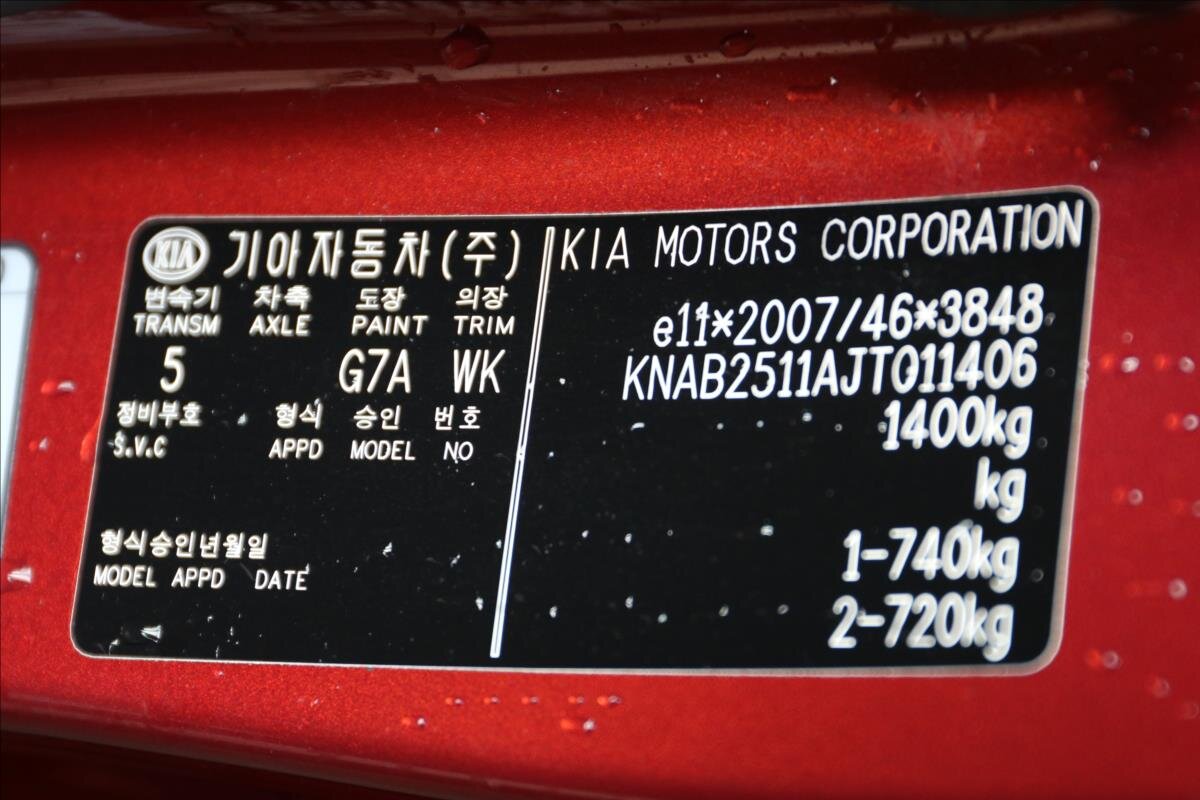 KIA 기아자동차(주)
변속기 차축 도장 의장
TRANSM AXLE PAINT TRIM
5 G7A WK
정비부호 형식 승인 번호
S.V.C APPD MODEL NO
형식승인년월일
MODEL APPD DATE
KIA MOTORS CORPORATION
e11*2007/46*3848
KNAB2511AJT011406
1400kg
kg
1-740kg
2-720kg